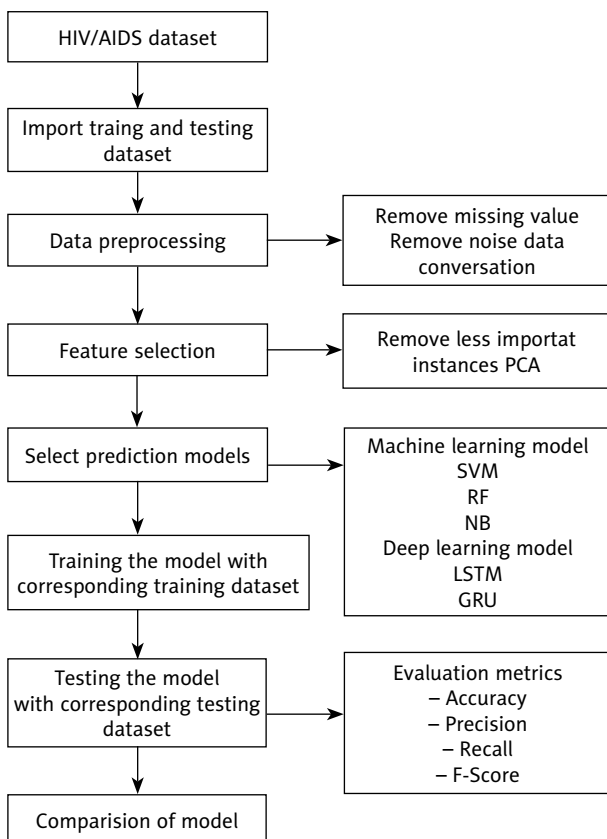 HIV/AIDS dataset
Import traing and testing
dataset
Data preprocessing
Remove missing value
Remove noise data
conversation
Feature selection
Remove less importat
instances PCA
Select prediction models
Machine learning model
SVM
RF
NB
Deep learning model
LSTM
GRU
Training the model with
corresponding training dataset
Testing the model
with corresponding testing
dataset
Evaluation metrics
– Accuracy
– Precision
– Recall
– F-Score
Comparision of model